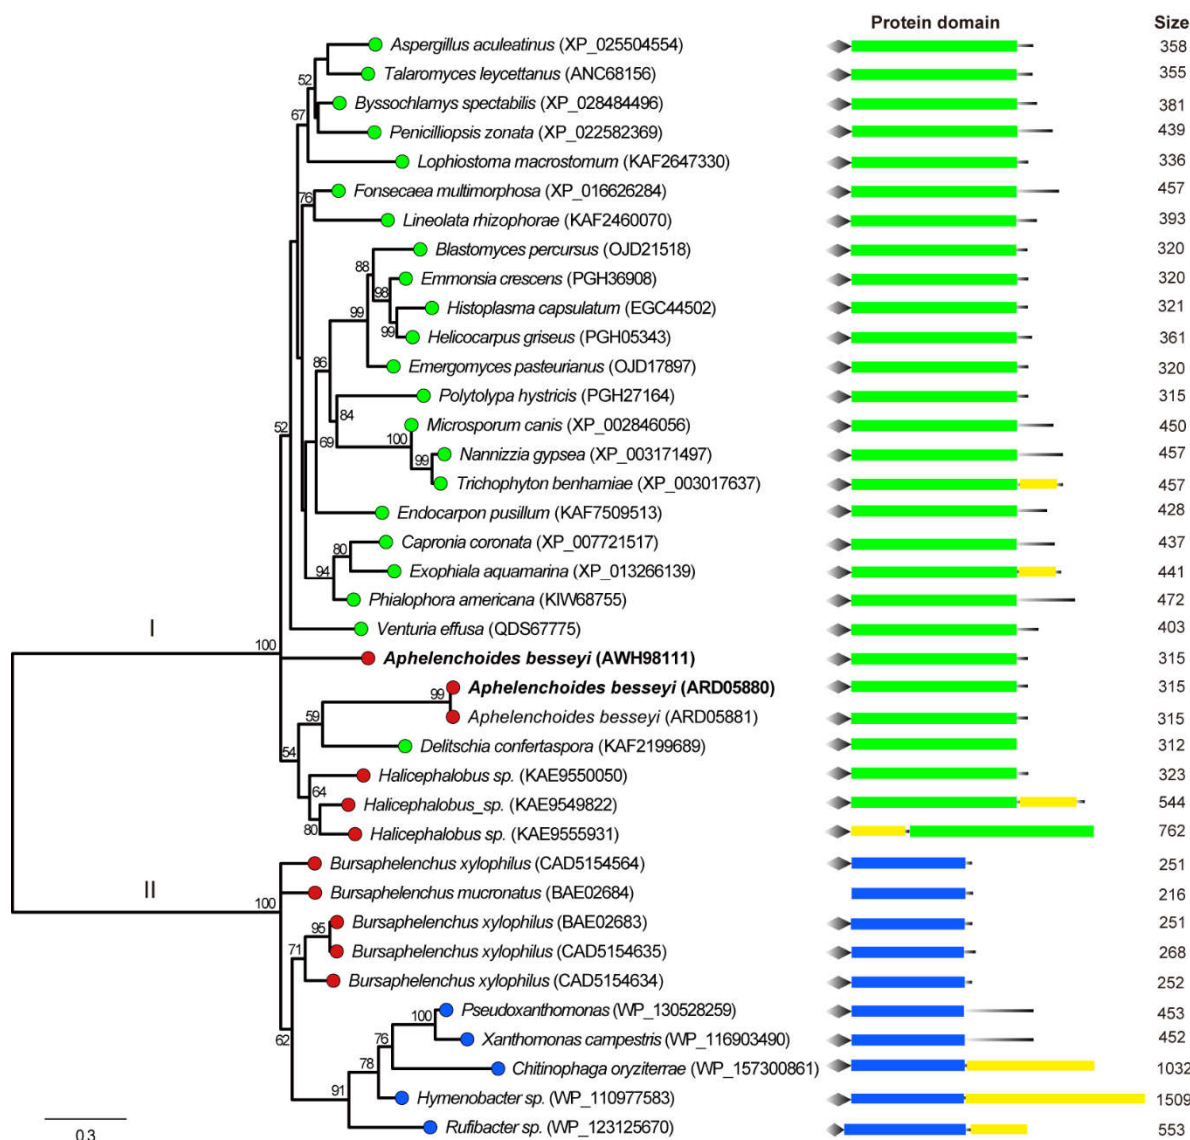 Protein domain Size
Aspergillus aculeatinus (XP_025504554) 358
Talaromyces leycettanus (ANC68156) 355
52
Byssochlamys spectabilis (XP_028484496) 381
67
Penicilliopsis zonata (XP_022582369) 439
Lophiostoma macrostomum (KAF2647330) 336
Fonsecaea multimorphosa (XP_016626284) 457
76
Lineolata rhizophorae (KAF2460070) 393
Blastomyces percursus (OJD21518) 320
88
Emmonsia crescens (PGH36908) 320
98
Histoplasma capsulatum (EGC44502) 321
99
99
Helicocarpus griseus (PGH05343) 361
86
Emergomyces pasteurianus (OJD17897) 320
Polytolypa hystricis (PGH27164) 315
84
52
Microsporum canis (XP_002846056) 450
69
100
Nannizzia gypsea (XP_003171497) 457
99
Trichophyton benhamiae (XP_003017637) 457
Endocarpon pusillum (KAF7509513) 428
Capronia coronata (XP_007721517) 437
80
Exophiala aquamarina (XP_013266139) 441
94
Phialophora americana (KIW68755) 472
I
Venturia effusa (QDS67775) 403
100
Aphelenchoides besseyi (AWH98111) 315
Aphelenchoides besseyi (ARD05880) 315
99
59
Aphelenchoides besseyi (ARD05881) 315
54
Delitschia confertaspora (KAF2199689) 312
Halicephalobus sp. (KAE9550050) 323
64
Halicephalobus_sp. (KAE9549822) 544
80
Halicephalobus sp. (KAE9555931) 762
Bursaphelenchus xylophilus (CAD5154564) 251
II
Bursaphelenchus mucronatus (BAE02684) 216
100
Bursaphelenchus xylophilus (BAE02683) 251
95
71
Bursaphelenchus xylophilus (CAD5154635) 268
Bursaphelenchus xylophilus (CAD5154634) 252
Pseudoxanthomonas (WP_130528259) 453
100
62
76
Xanthomonas campestris (WP_116903490) 452
78
Chitinophaga oryziterrae (WP_157300861) 1032
91
Hymenobacter sp. (WP_110977583) 1509
Rufibacter sp. (WP_123125670) 553
0.3